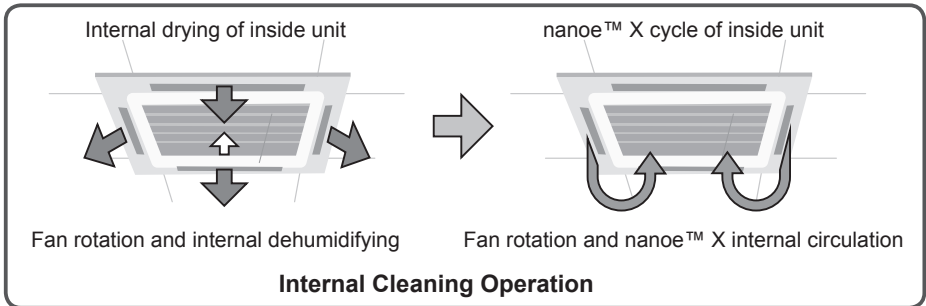 Internal drying of inside unit
nanoe™ X cycle of inside unit
Fan rotation and internal dehumidifying
Fan rotation and nanoe™ X internal circulation
Internal Cleaning Operation